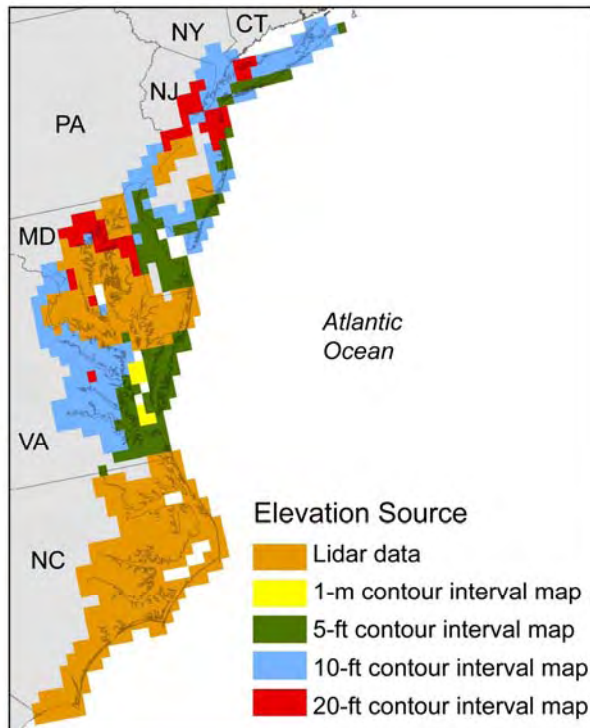 NY
CT
NJ
PA
MD
Atlantic
Ocean
VA
NC
Elevation Source
Lidar data
1-m contour interval map
5-ft contour interval map
10-ft contour interval map
20-ft contour interval map